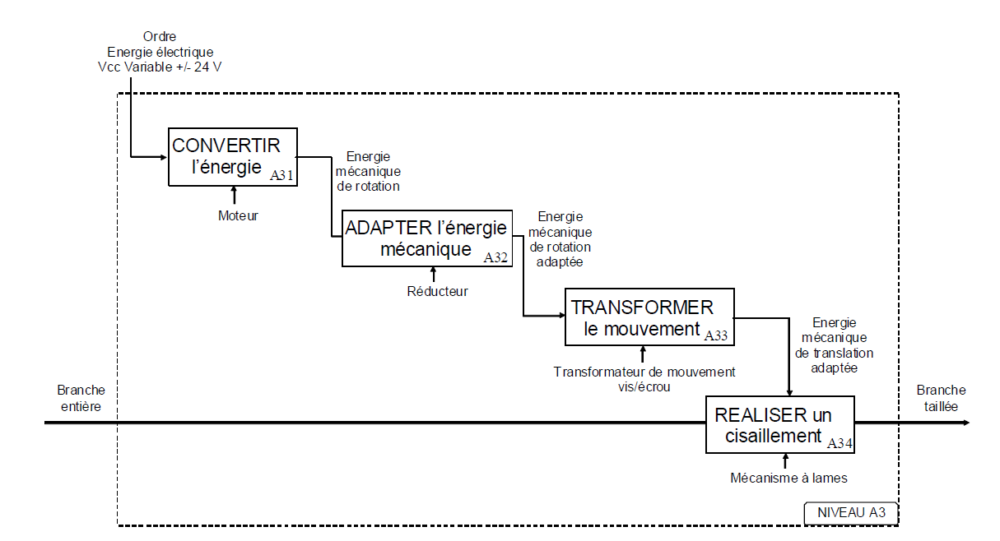 Ordre
Energie électrique
Vcc Variable +/- 24 V
CONVERTIR
l’énergie
A31
Moteur
Energie
mécanique
de rotation
ADAPTER l’énergie
mécanique
A32
Réducteur
Energie
mécanique
de rotation
adaptée
TRANSFORMER
le mouvement
A33
Transformateur de mouvement
vis/écrou
Energie
mécanique
de translation
adaptée
Branche
entière
REALISER un
cisaillement
A34
Mécanisme à lames
Branche
taillée
NIVEAU A3